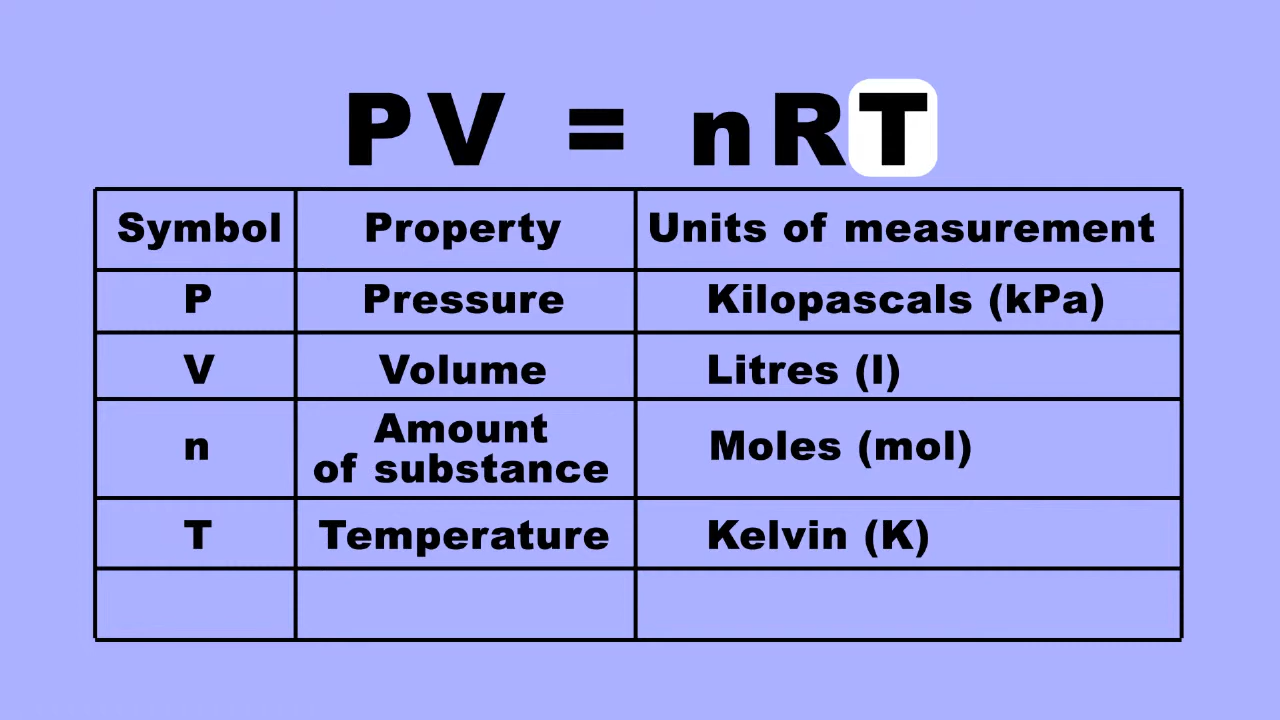 PV = nRT
Symbol Property Units of measurement
P Pressure Kilopascals (kPa)
V Volume Litres (l)
n Amount of substance Moles (mol)
T Temperature Kelvin (K)